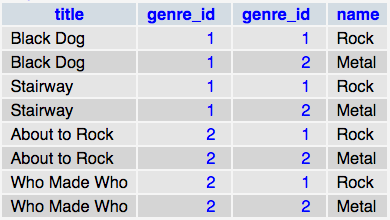 title genre_id genre_id name
Black Dog 1 1 Rock
Black Dog 1 2 Metal
Stairway 1 1 Rock
Stairway 1 2 Metal
About to Rock 2 1 Rock
About to Rock 2 2 Metal
Who Made Who 2 1 Rock
Who Made Who 2 2 Metal